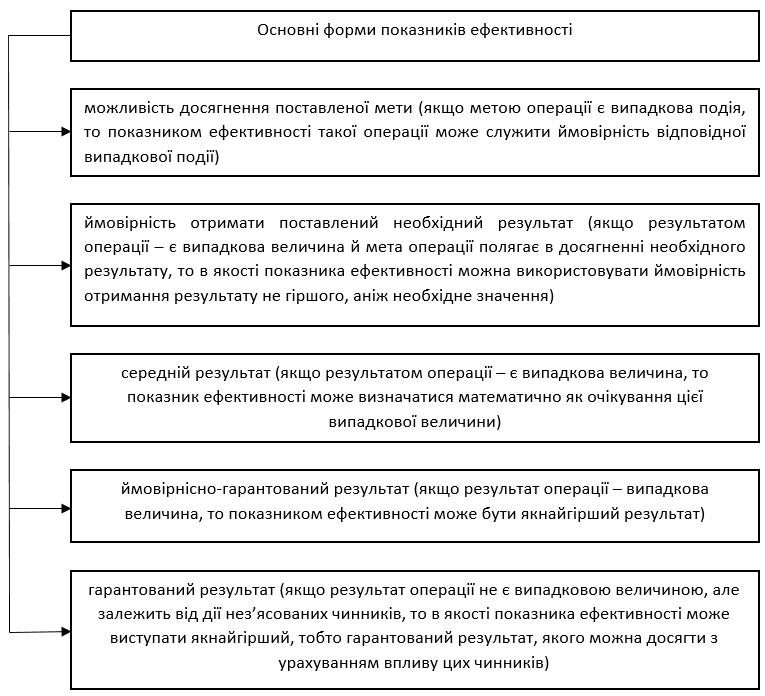 Основні форми показників ефективності
можливість досягнення поставленої мети (якщо метою операції є випадкова подія,
то показником ефективності такої операції може служити ймовірність відповідної
випадкової події)
ймовірність отримати поставлений необхідний результат (якщо результатом
операції – є випадкова величина й мета операції полягає в досягненні необхідного
результату, то в якості показника ефективності можна використовувати ймовірність
отримання результату не гіршого, аніж необхідне значення)
середній результат (якщо результатом операції – є випадкова величина, то
показник ефективності може визначатися математично як очікування цієї
випадкової величини)
ймовірнісно-гарантований результат (якщо результат операції – випадкова
величина, то показником ефективності може бути якнайгірший результат)
гарантований результат (якщо результат операції не є випадковою величиною, але
залежить від дії нез’ясованих чинників, то в якості показника ефективності може
виступати якнайгірший, тобто гарантований результат, якого можна досягти з
урахуванням впливу цих чинників)